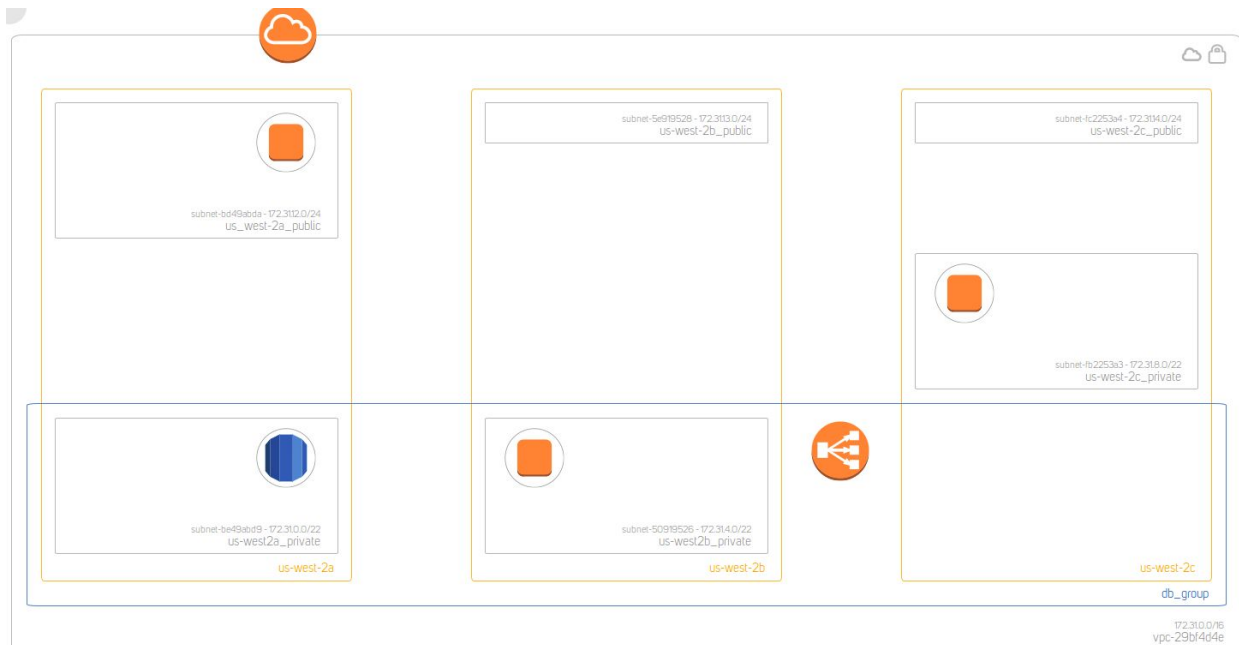 subnet-5e919528 - 172.31.13.0/24
us-west-2b_public
subnet-fc2253a4 - 172.31.14.0/24
us-west-2c_public
subnet-bd49abda - 172.31.12.0/24
us_west-2a_public
subnet-fb2253a3 - 172.31.8.0/22
us-west-2c_private
subnet-be49abd9 - 172.31.0.0/22
us-west2a_private
subnet-50919526 - 172.31.4.0/22
us-west2b_private
us-west-2a
us-west-2b
us-west-2c
db_group
172.31.0.0/16
vpc-29bf4d4e